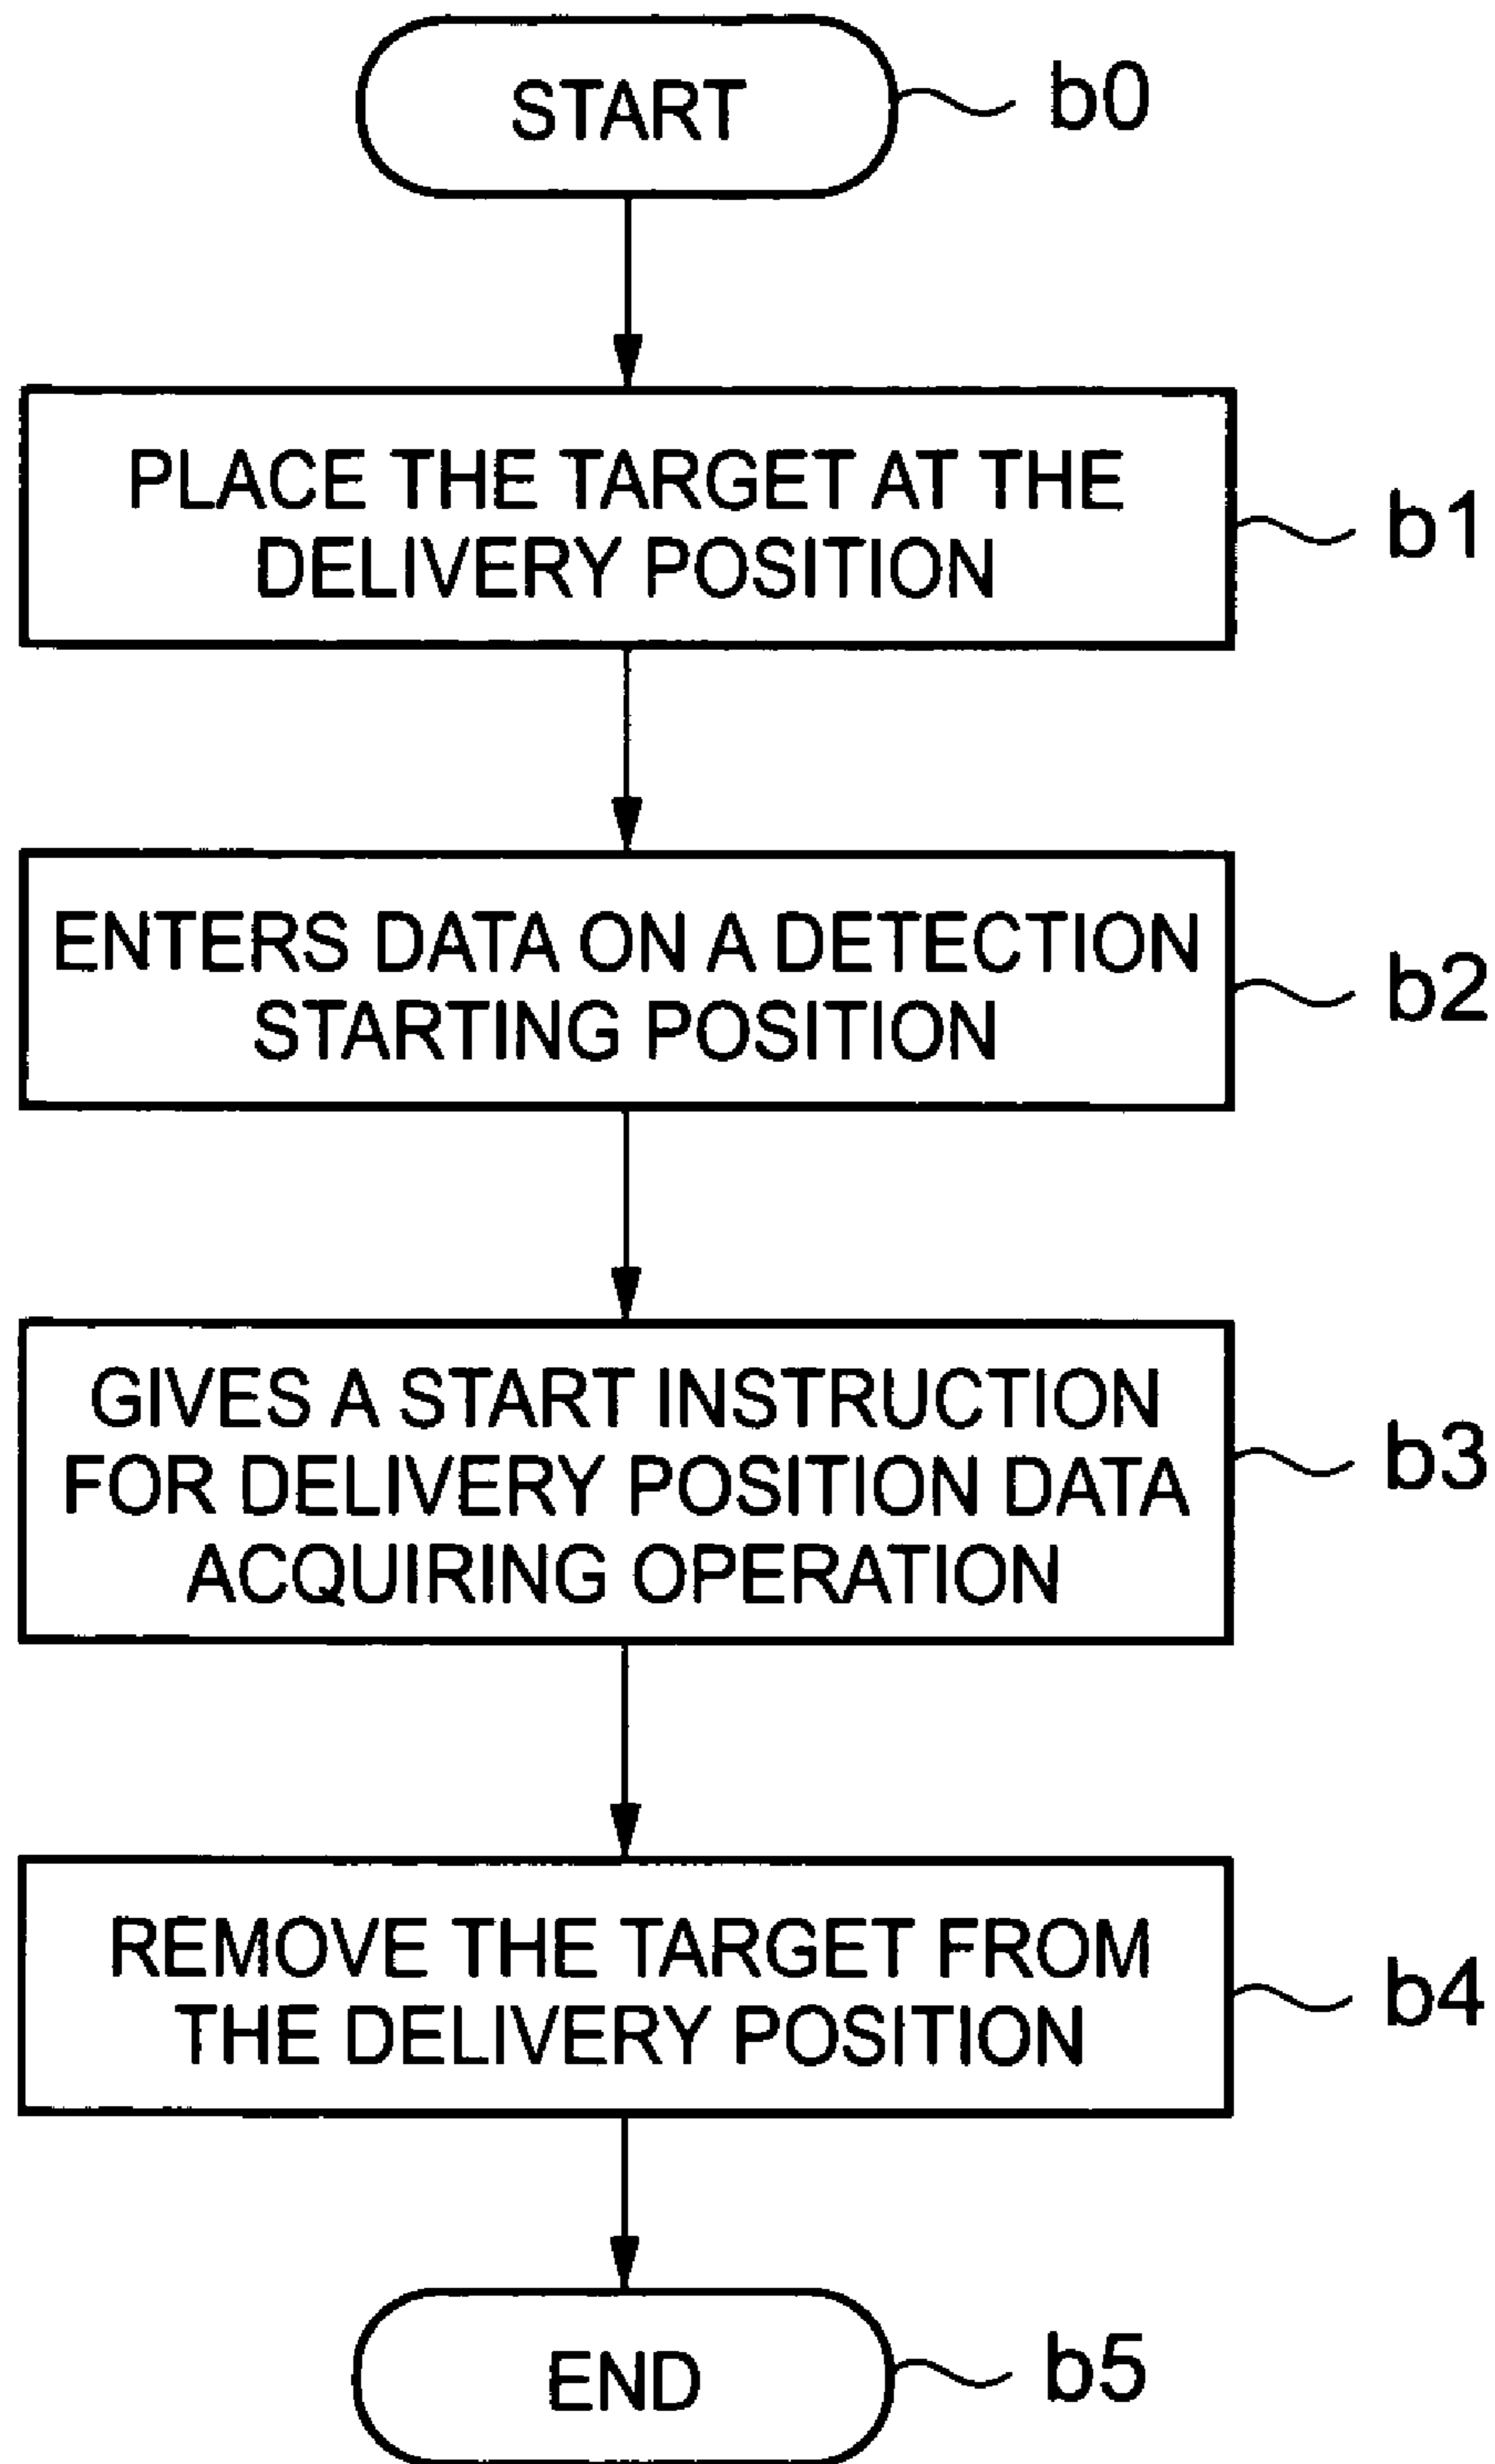 START
b0
PLACE THE TARGET AT THE
DELIVERY POSITION
b1
ENTERS DATA ON A DETECTION
STARTING POSITION
b2
GIVES A START INSTRUCTION
FOR DELIVERY POSITION DATA
ACQUIRING OPERATION
b3
REMOVE THE TARGET FROM
THE DELIVERY POSITION
b4
END
b5